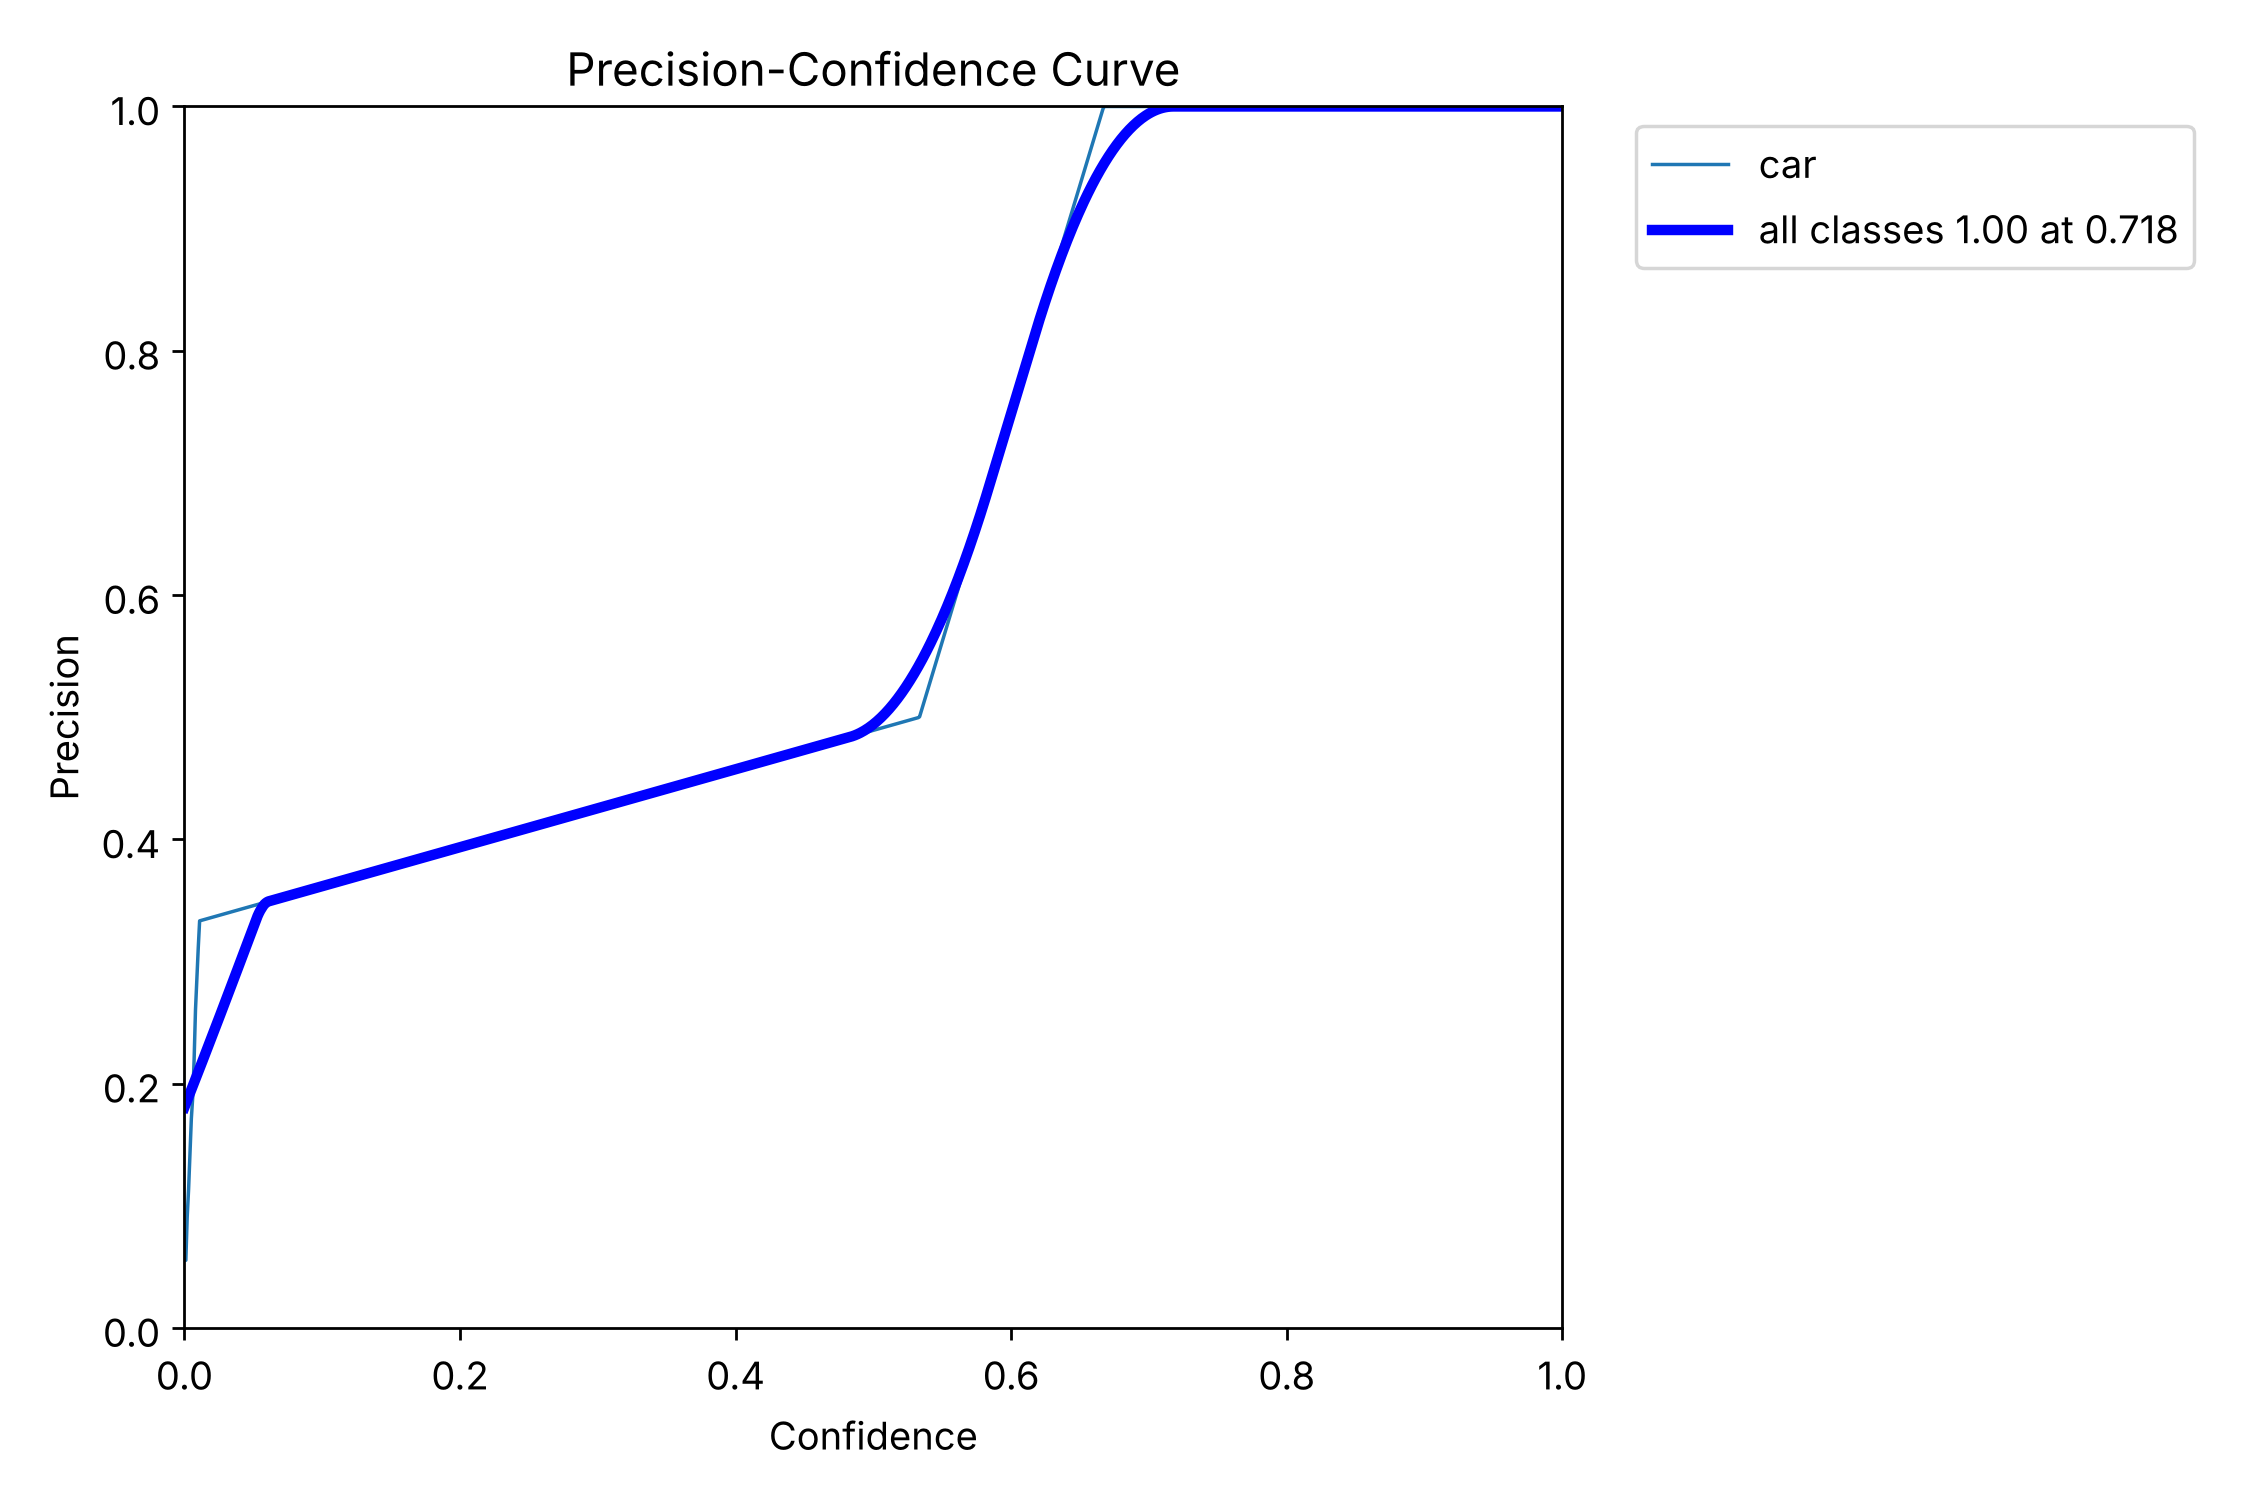 Precision-Confidence Curve
car
all classes 1.00 at 0.718
1.0
0.8
0.6
0.4
0.2
0.0
Precision
0.0 0.2 0.4 0.6 0.8 1.0
Confidence